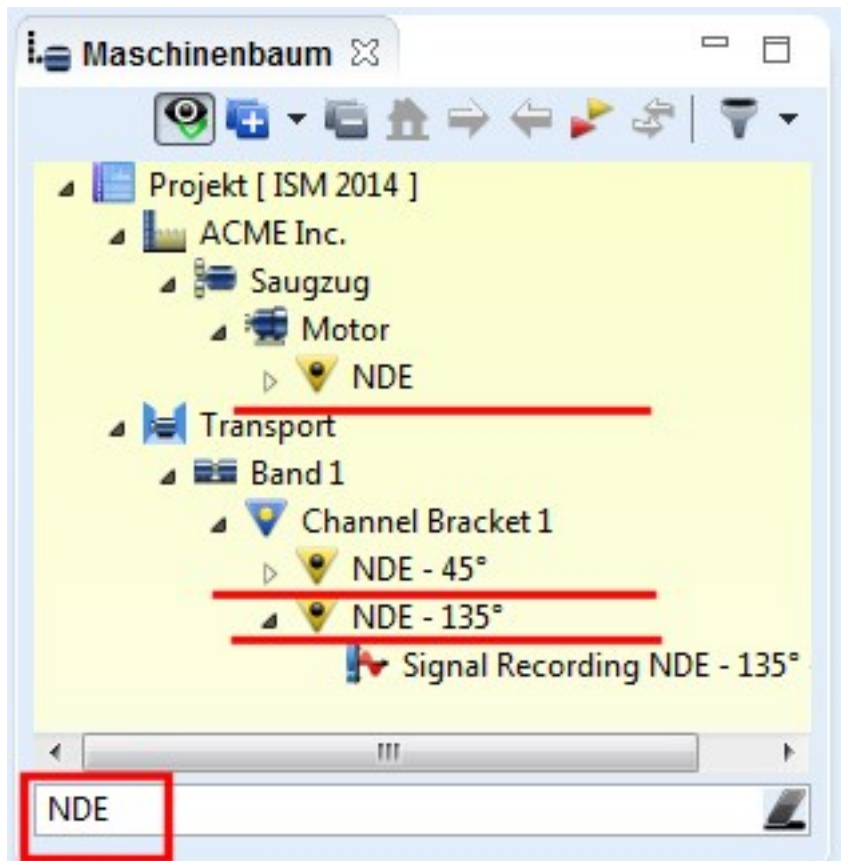 Maschinenbaum
Projekt [ ISM 2014 ]
ACME Inc.
Saugzug
Motor
NDE
Transport
Band 1
Channel Bracket 1
NDE - 45°
NDE - 135°
Signal Recording NDE - 135°
NDE